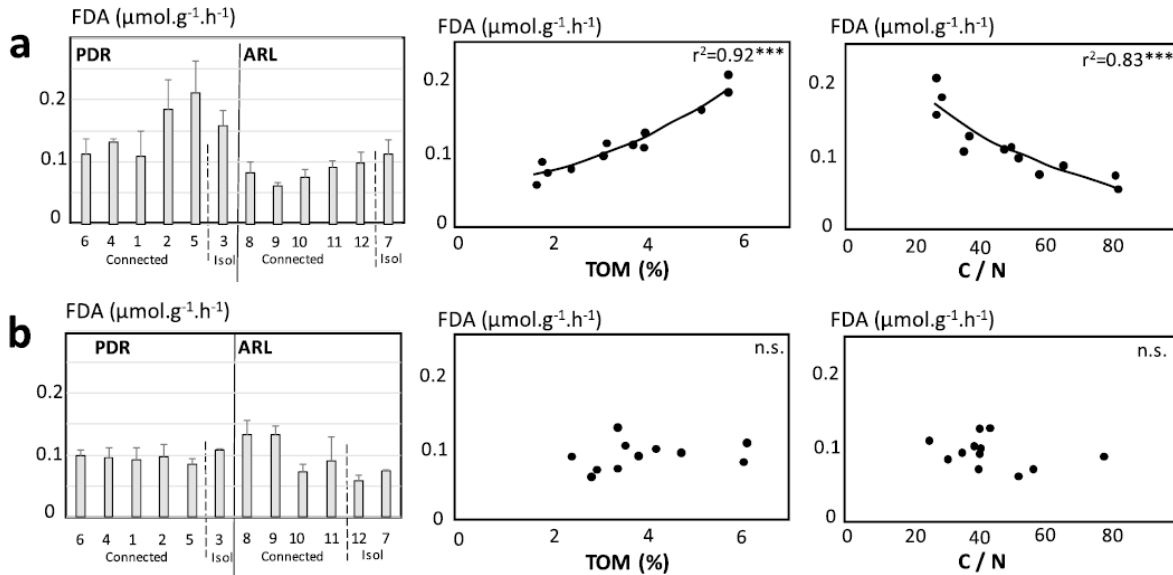 a
FDA (μmol.g⁻¹.h⁻¹)
PDR ARL
0.2
0.1
0
6 4 1 2 5 3 8 9 10 11 12 7
Connected Isol Connected Isol
FDA (μmol.g⁻¹.h⁻¹)
r²=0.92***
0.2
0.1
0
0 2 4 6
TOM (%)
FDA (μmol.g⁻¹.h⁻¹)
r²=0.83***
0.2
0.1
0
0 20 40 60 80
C / N
b
FDA (μmol.g⁻¹.h⁻¹)
PDR ARL
0.2
0.1
0
6 4 1 2 5 3 8 9 10 11 12 7
Connected Isol Connected Isol
FDA (μmol.g⁻¹.h⁻¹)
n.s.
0.2
0.1
0
0 2 4 6
TOM (%)
FDA (μmol.g⁻¹.h⁻¹)
n.s.
0.2
0.1
0
0 20 40 60 80
C / N